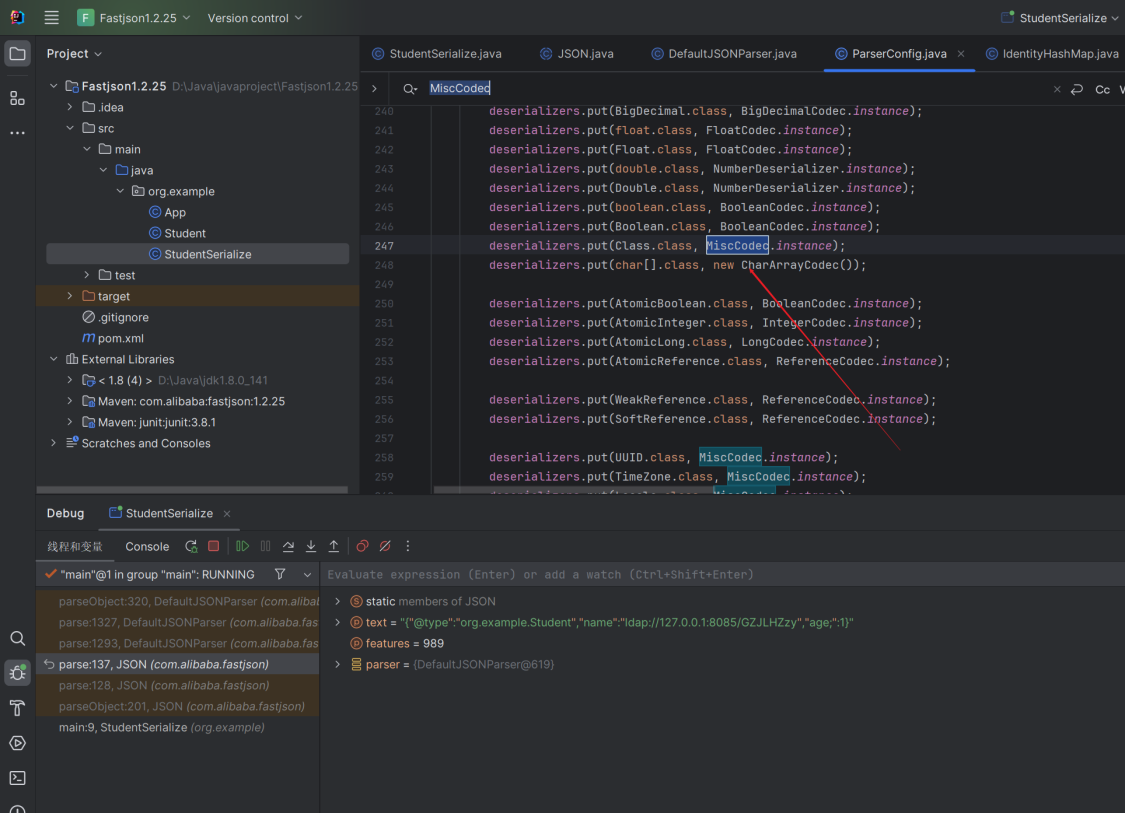 F Fastjson1.2.25 Version control StudentSerialize
Project
StudentSerialize.java JSON.java DefaultJSONParser.java ParserConfig.java IdentityHashMap.java
MiscCodec Cc
Fastjson1.2.25 D:\Java\javaproject\Fastjson1.2.25
.idea
src
main
java
org.example
App
Student
StudentSerialize
test
target
.gitignore
pom.xml
External Libraries
< 1.8 (4) > D:\Java\jdk1.8.0_141
Maven: com.alibaba:fastjson:1.2.25
Maven: junit:junit:3.8.1
Scratches and Consoles
240 deserializers.put(BigDecimal.class, BigDecimalCodec.instance);
241 deserializers.put(float.class, FloatCodec.instance);
242 deserializers.put(Float.class, FloatCodec.instance);
243 deserializers.put(double.class, NumberDeserializer.instance);
244 deserializers.put(Double.class, NumberDeserializer.instance);
245 deserializers.put(boolean.class, BooleanCodec.instance);
246 deserializers.put(Boolean.class, BooleanCodec.instance);
247 deserializers.put(Class.class, MiscCodec.instance);
248 deserializers.put(char[].class, new CharArrayCodec());
249
250 deserializers.put(AtomicBoolean.class, BooleanCodec.instance);
251 deserializers.put(AtomicInteger.class, IntegerCodec.instance);
252 deserializers.put(AtomicLong.class, LongCodec.instance);
253 deserializers.put(AtomicReference.class, ReferenceCodec.instance);
254
255 deserializers.put(WeakReference.class, ReferenceCodec.instance);
256 deserializers.put(SoftReference.class, ReferenceCodec.instance);
257
258 deserializers.put(UUID.class, MiscCodec.instance);
259 deserializers.put(TimeZone.class, MiscCodec.instance);
Debug StudentSerialize
线程和变量 Console
"main"@1 in group "main": RUNNING
Evaluate expression (Enter) or add a watch (Ctrl+Shift+Enter)
parseObject:320, DefaultJSONParser (com.alibal
parse:1327, DefaultJSONParser (com.alibaba.fas
parse:1293, DefaultJSONParser (com.alibaba.fas
parse:137, JSON (com.alibaba.fastjson)
parse:128, JSON (com.alibaba.fastjson)
parseObject:201, JSON (com.alibaba.fastjson)
main:9, StudentSerialize (org.example)
static members of JSON
text = "{"@type":"org.example.Student","name":"ldap://127.0.0.1:8085/GZJLHZzy","age;":1}"
features = 989
parser = {DefaultJSONParser@619}